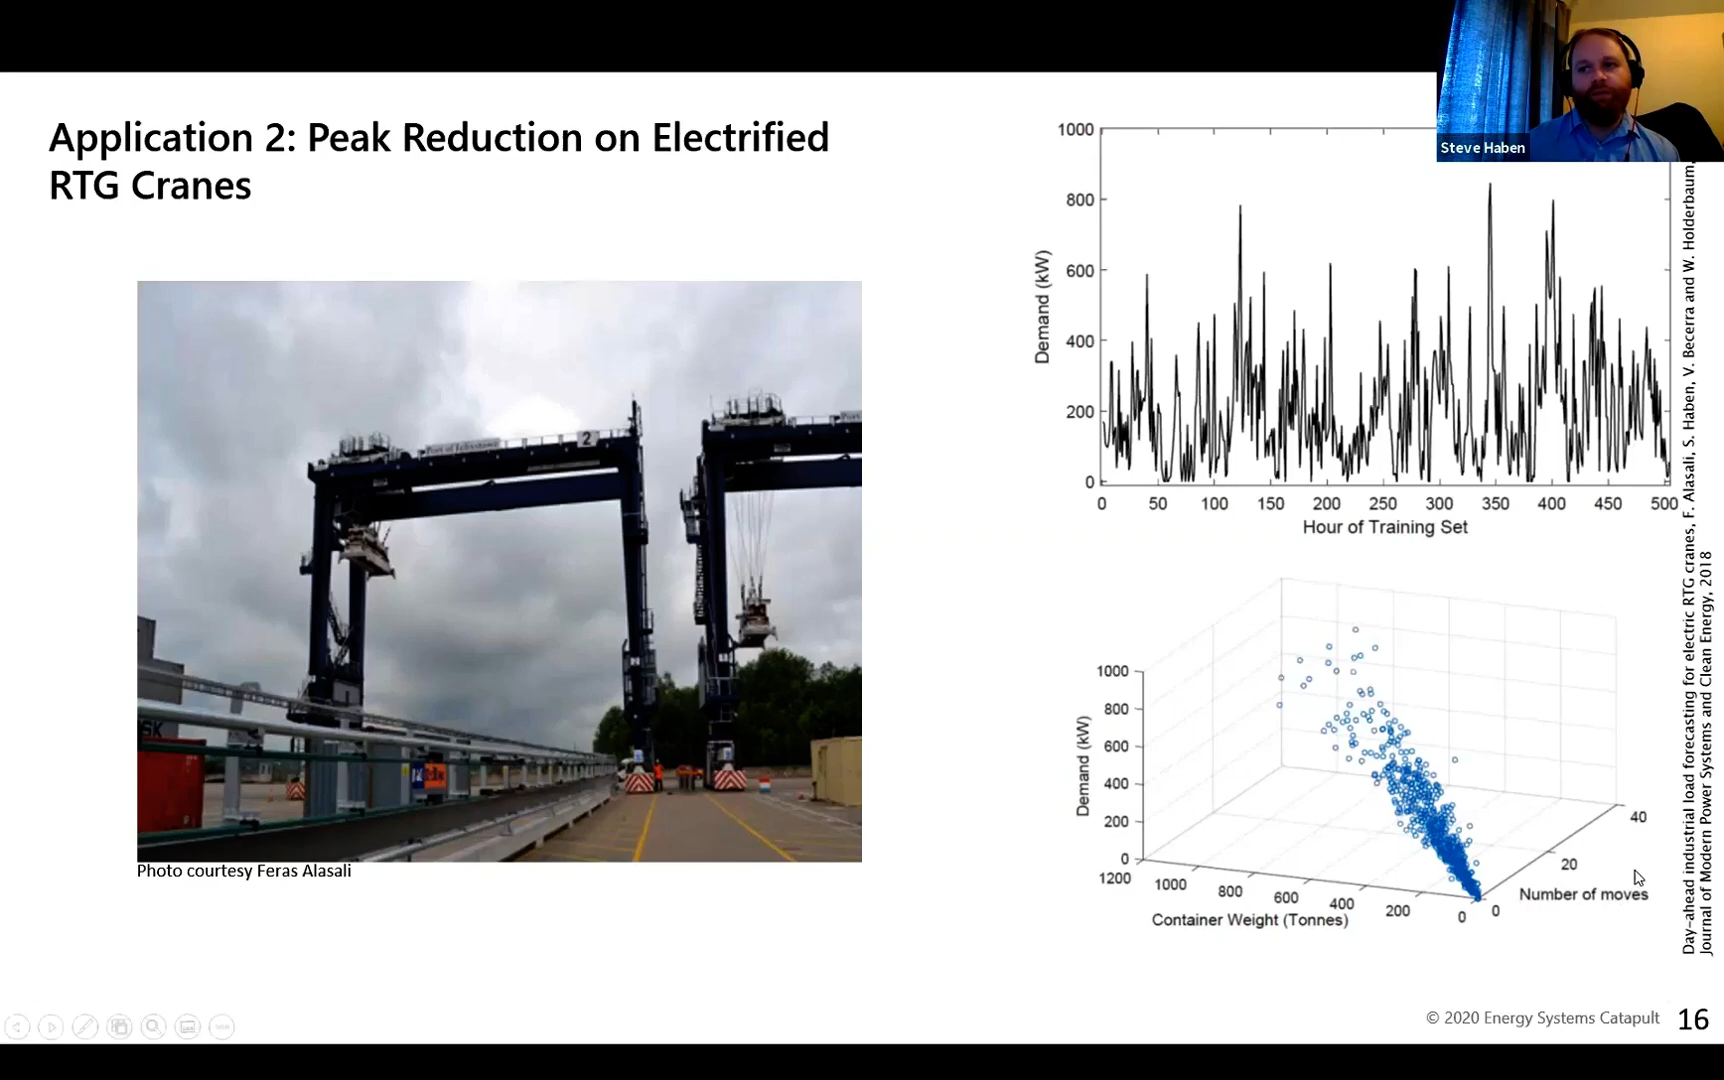 Steve Haben
Application 2: Peak Reduction on Electrified
RTG Cranes
2
Photo courtesy Feras Alasali
1000
800
600
400
200
0
Demand (kW)
0 50 100 150 200 250 300 350 400 450 500
Hour of Training Set
1000
800
600
400
200
0
Demand (kW)
1200 1000 800 600 400 200 0
Container Weight (Tonnes)
0 20 40
Number of moves
Day-ahead industrial load forecasting for electric RTG cranes, F. Alasali, S. Haben, V. Becerra and W. Holderbaum,
Journal of Modern Power Systems and Clean Energy, 2018
© 2020 Energy Systems Catapult 16